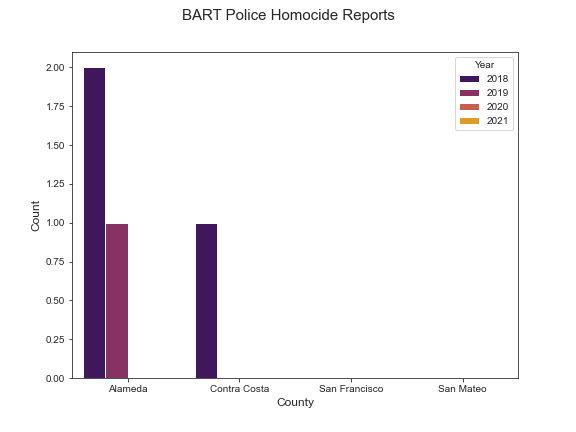 BART Police Homocide Reports
Year
2018
2019
2020
2021
2.00
1.75
1.50
1.25
1.00
0.75
0.50
0.25
0.00
Count
Alameda
Contra Costa
San Francisco
San Mateo
County